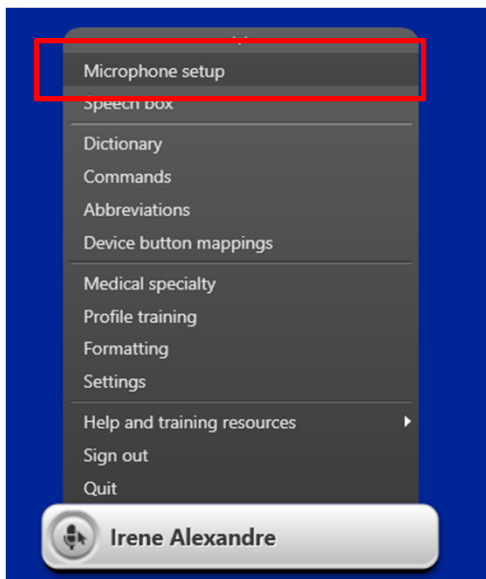 Microphone setup
Speech box
Dictionary
Commands
Abbreviations
Device button mappings
Medical specialty
Profile training
Formatting
Settings
Help and training resources
Sign out
Quit
Irene Alexandre